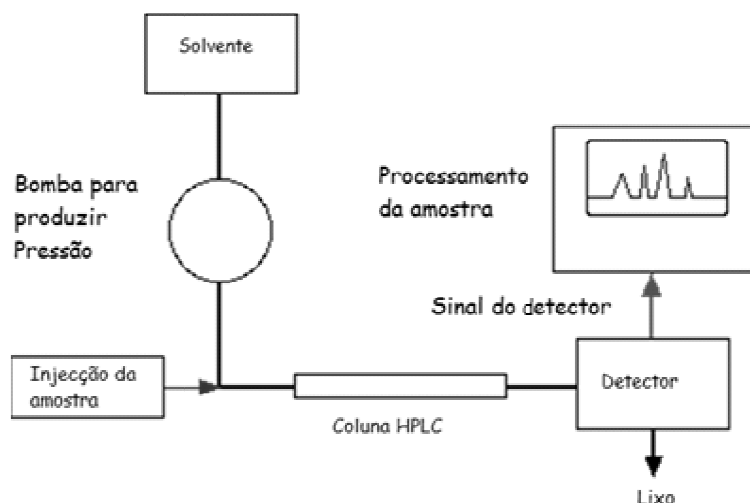 Solvente
Bomba para
produzir
Pressão
Processamento
da amostra
Sinal do detector
Injecção da
amostra
Coluna HPLC
Detector
Lixo